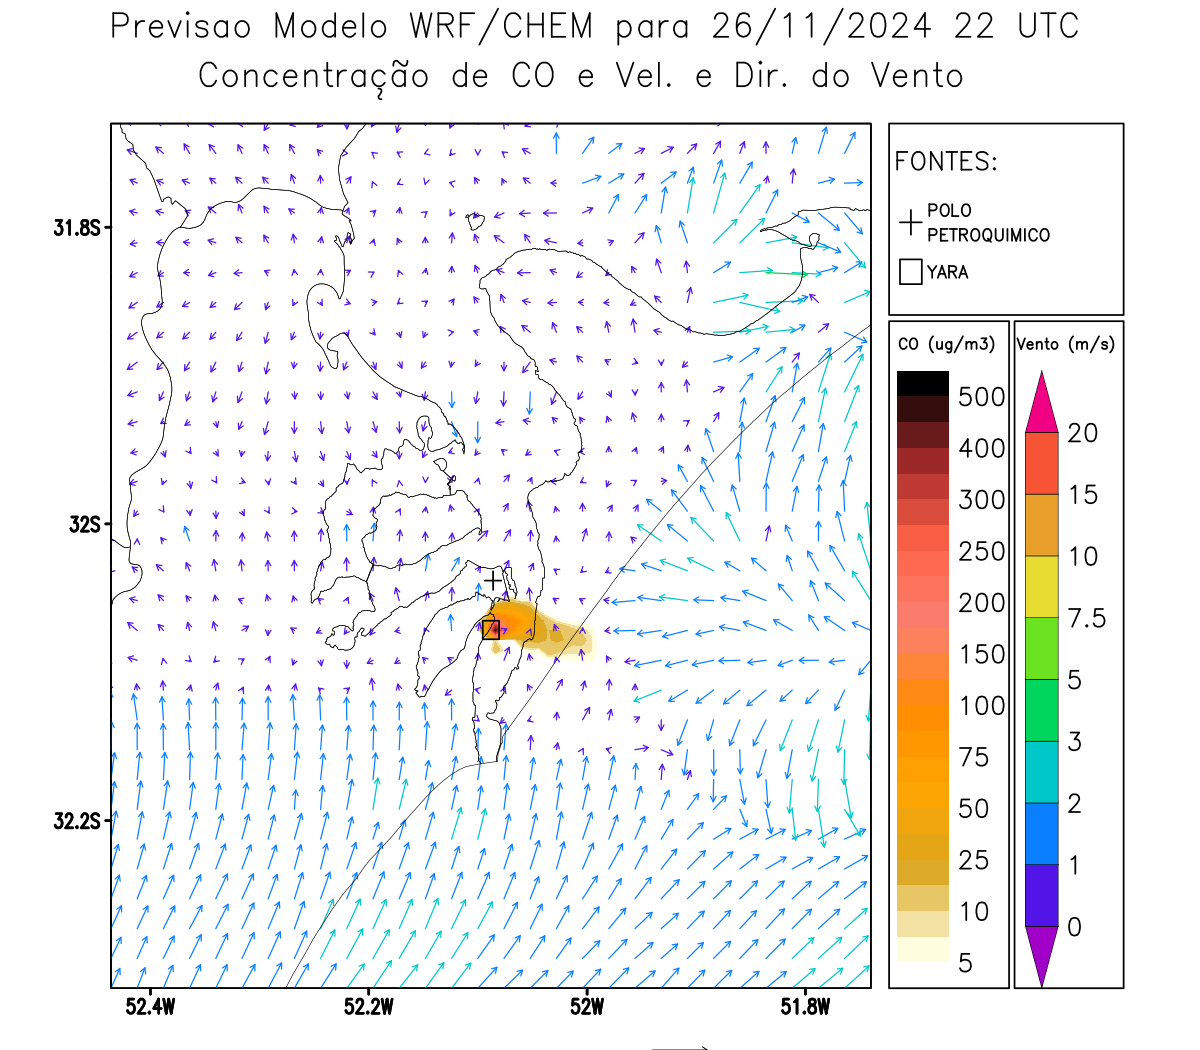 Previsao Modelo WRF/CHEM para 26/11/2024 22 UTC
Concentração de CO e Vel. e Dir. do Vento
FONTES:
POLO
PETROQUIMICO
YARA
CO (ug/m3)
500
400
300
250
200
150
100
75
50
25
10
5
Vento (m/s)
20
15
10
7.5
5
3
2
1
0
31.8S
32S
32.2S
52.4W
52.2W
52W
51.8W